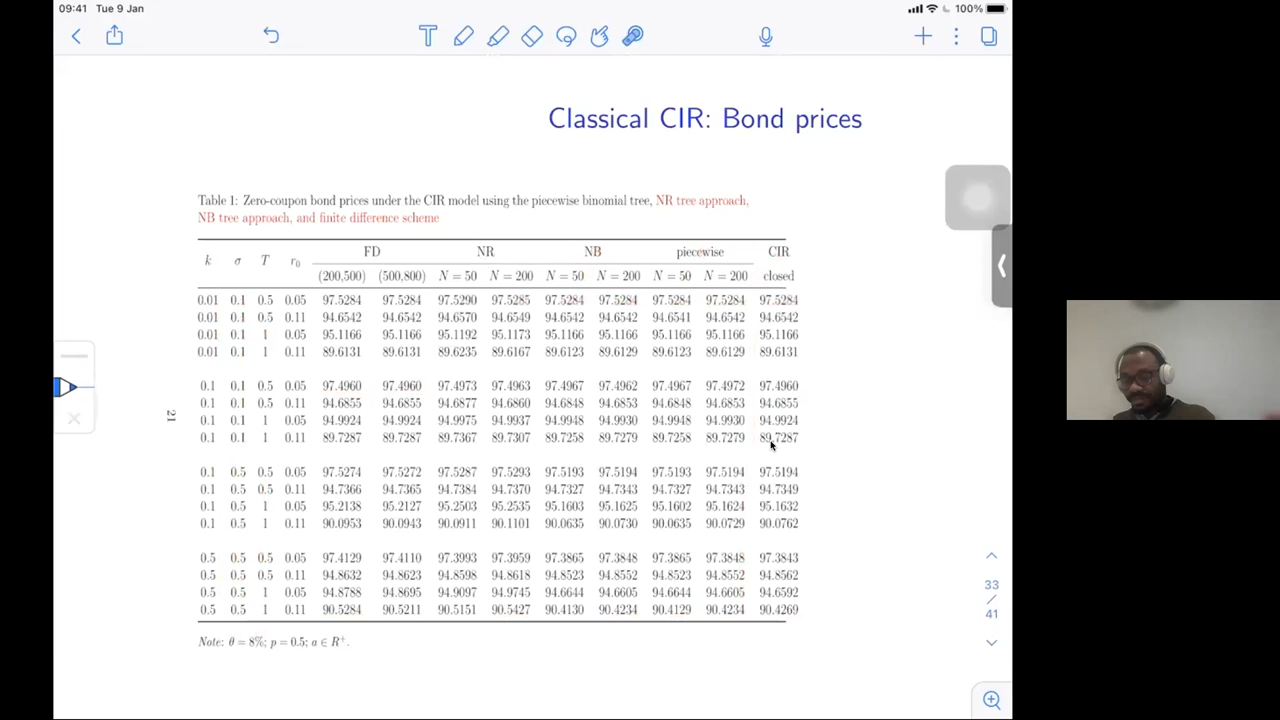 09:41 Tue 9 Jan 100%
Classical CIR: Bond prices
Table 1: Zero-coupon bond prices under the CIR model using the piecewise binomial tree, NR tree approach,
NB tree approach, and finite difference scheme
k σ T r0 FD NR NB piecewise CIR
(200,500) (500,800) N = 50 N = 200 N = 50 N = 200 N = 50 N = 200 closed
0.01 0.1 0.5 0.05 97.5284 97.5284 97.5290 97.5285 97.5284 97.5284 97.5284 97.5284 97.5284
0.01 0.1 0.5 0.11 94.6542 94.6542 94.6570 94.6549 94.6542 94.6542 94.6541 94.6542 94.6542
0.01 0.1 1 0.05 95.1166 95.1166 95.1192 95.1173 95.1166 95.1166 95.1166 95.1166 95.1166
0.01 0.1 1 0.11 89.6131 89.6131 89.6235 89.6167 89.6123 89.6129 89.6123 89.6129 89.6131
0.1 0.1 0.5 0.05 97.4960 97.4960 97.4973 97.4963 97.4967 97.4962 97.4967 97.4972 97.4960
0.1 0.1 0.5 0.11 94.6855 94.6855 94.6877 94.6860 94.6848 94.6853 94.6848 94.6853 94.6855
0.1 0.1 1 0.05 94.9924 94.9924 94.9975 94.9937 94.9948 94.9930 94.9948 94.9930 94.9924
0.1 0.1 1 0.11 89.7287 89.7287 89.7367 89.7307 89.7258 89.7279 89.7258 89.7279 89.7287
0.1 0.5 0.5 0.05 97.5274 97.5272 97.5287 97.5293 97.5193 97.5194 97.5193 97.5194 97.5194
0.1 0.5 0.5 0.11 94.7366 94.7365 94.7384 94.7370 94.7327 94.7343 94.7327 94.7343 94.7349
0.1 0.5 1 0.05 95.2138 95.2127 95.2503 95.2535 95.1603 95.1625 95.1602 95.1624 95.1632
0.1 0.5 1 0.11 90.0953 90.0943 90.0911 90.1101 90.0635 90.0730 90.0635 90.0729 90.0762
0.5 0.5 0.5 0.05 97.4129 97.4110 97.3993 97.3959 97.3865 97.3848 97.3865 97.3848 97.3843
0.5 0.5 0.5 0.11 94.8632 94.8623 94.8598 94.8618 94.8523 94.8552 94.8523 94.8552 94.8562
0.5 0.5 1 0.05 94.8788 94.8695 94.9097 94.9745 94.6644 94.6605 94.6644 94.6605 94.6592
0.5 0.5 1 0.11 90.5284 90.5211 90.5151 90.5427 90.4130 90.4234 90.4129 90.4234 90.4269
Note: θ = 8%; p = 0.5; a ∈ R⁺.
21
33
/
41